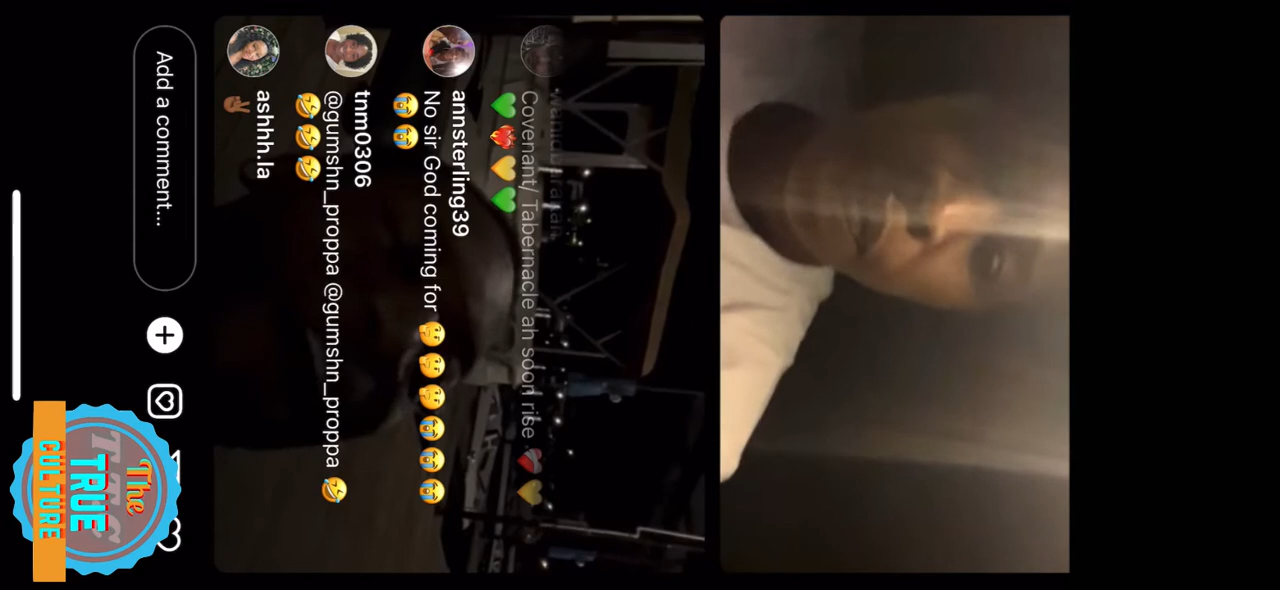 Covenant/ Tabernacle ah soon rise ❤️‍🩹 💛
💚 ❤️‍🔥 💛 💚
annsterling39
No sir God coming for 🤔 🤔 🤔 😭 😭 😭
😭 😭
tnm0306
@gumshn_proppa @gumshn_proppa 🤣
🤣 🤣 🤣
ashhh.la
✌🏾
Add a comment...
The
TRUE
CULTURE
TTC